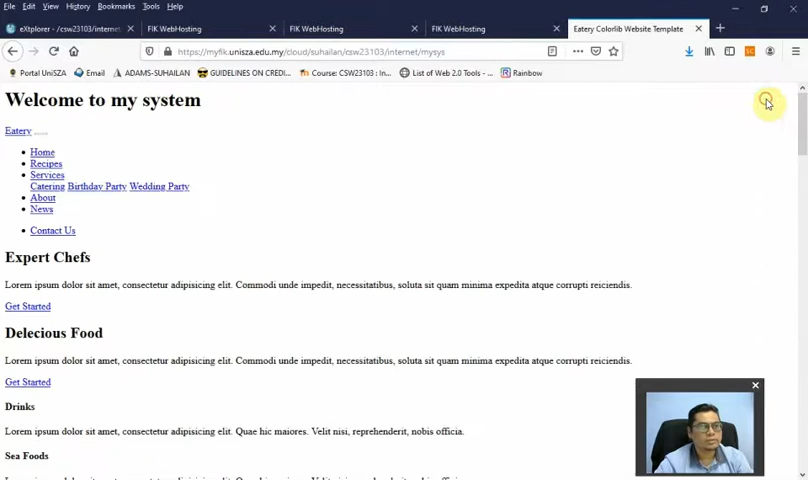 File Edit View History Bookmarks Tools Help
eXtplorer - /csw23103/internet
FIK WebHosting
FIK WebHosting
FIK WebHosting
Eatery Colorlib Website Template
https://myfik.unisza.edu.my/cloud/suhailan/csw23103/internet/mysys
Portal UniSZA
Email
ADAMS-SUHAILAN
GUIDELINES ON CREDI...
Course: CSW23103 : In...
List of Web 2.0 Tools - ...
Rainbow
Welcome to my system
Eatery
Home
Recipes
Services
Catering Birthday Party Wedding Party
About
News
Contact Us
Expert Chefs
Lorem ipsum dolor sit amet, consectetur adipisicing elit. Commodi unde impedit, necessitatibus, soluta sit quam minima expedita atque corrupti reiciendis.
Get Started
Delecious Food
Lorem ipsum dolor sit amet, consectetur adipisicing elit. Commodi unde impedit, necessitatibus, soluta sit quam minima expedita atque corrupti reiciendis.
Get Started
Drinks
Lorem ipsum dolor sit amet, consectetur adipisicing elit. Quae hic maiores. Velit nisi, reprehenderit, nobis officia.
Sea Foods